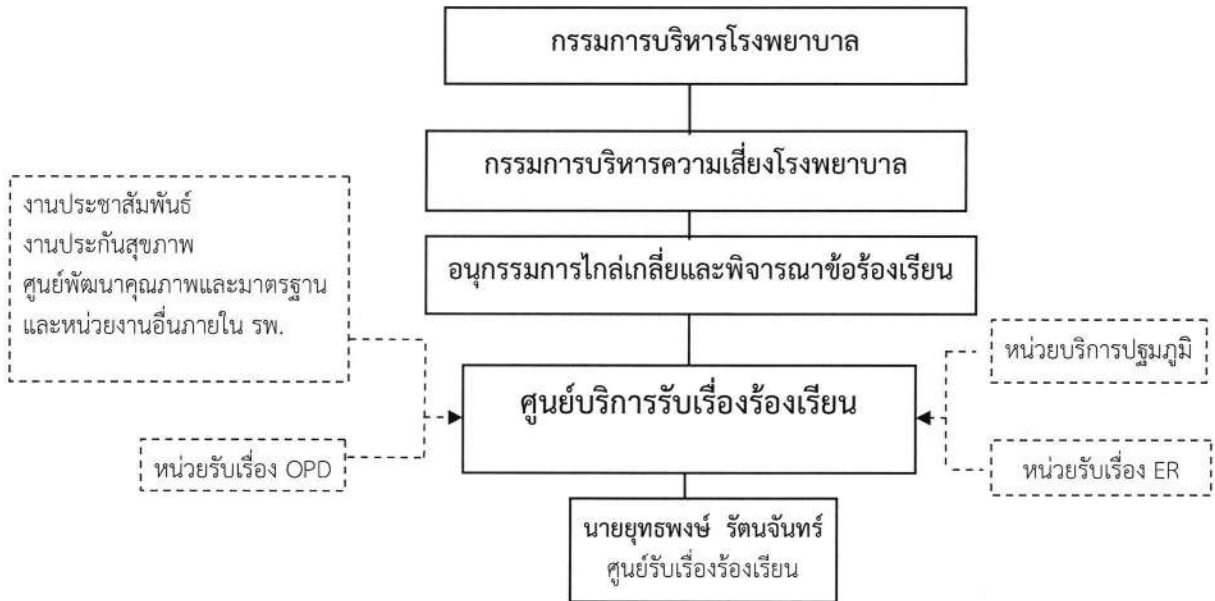 กรรมการบริหารโรงพยาบาล
กรรมการบริหารความเสี่ยงโรงพยาบาล
งานประชาสัมพันธ์
งานประกันสุขภาพ
ศูนย์พัฒนาคุณภาพและมาตรฐาน
และหน่วยงานอื่นภายใน รพ.
อนุกรรมการไกล่เกลี่ยและพิจารณาข้อร้องเรียน
หน่วยบริการปฐมภูมิ
ศูนย์บริการรับเรื่องร้องเรียน
หน่วยรับเรื่อง OPD
หน่วยรับเรื่อง ER
นายยุทธพงษ์ รัตนจันทร์
ศูนย์รับเรื่องร้องเรียน